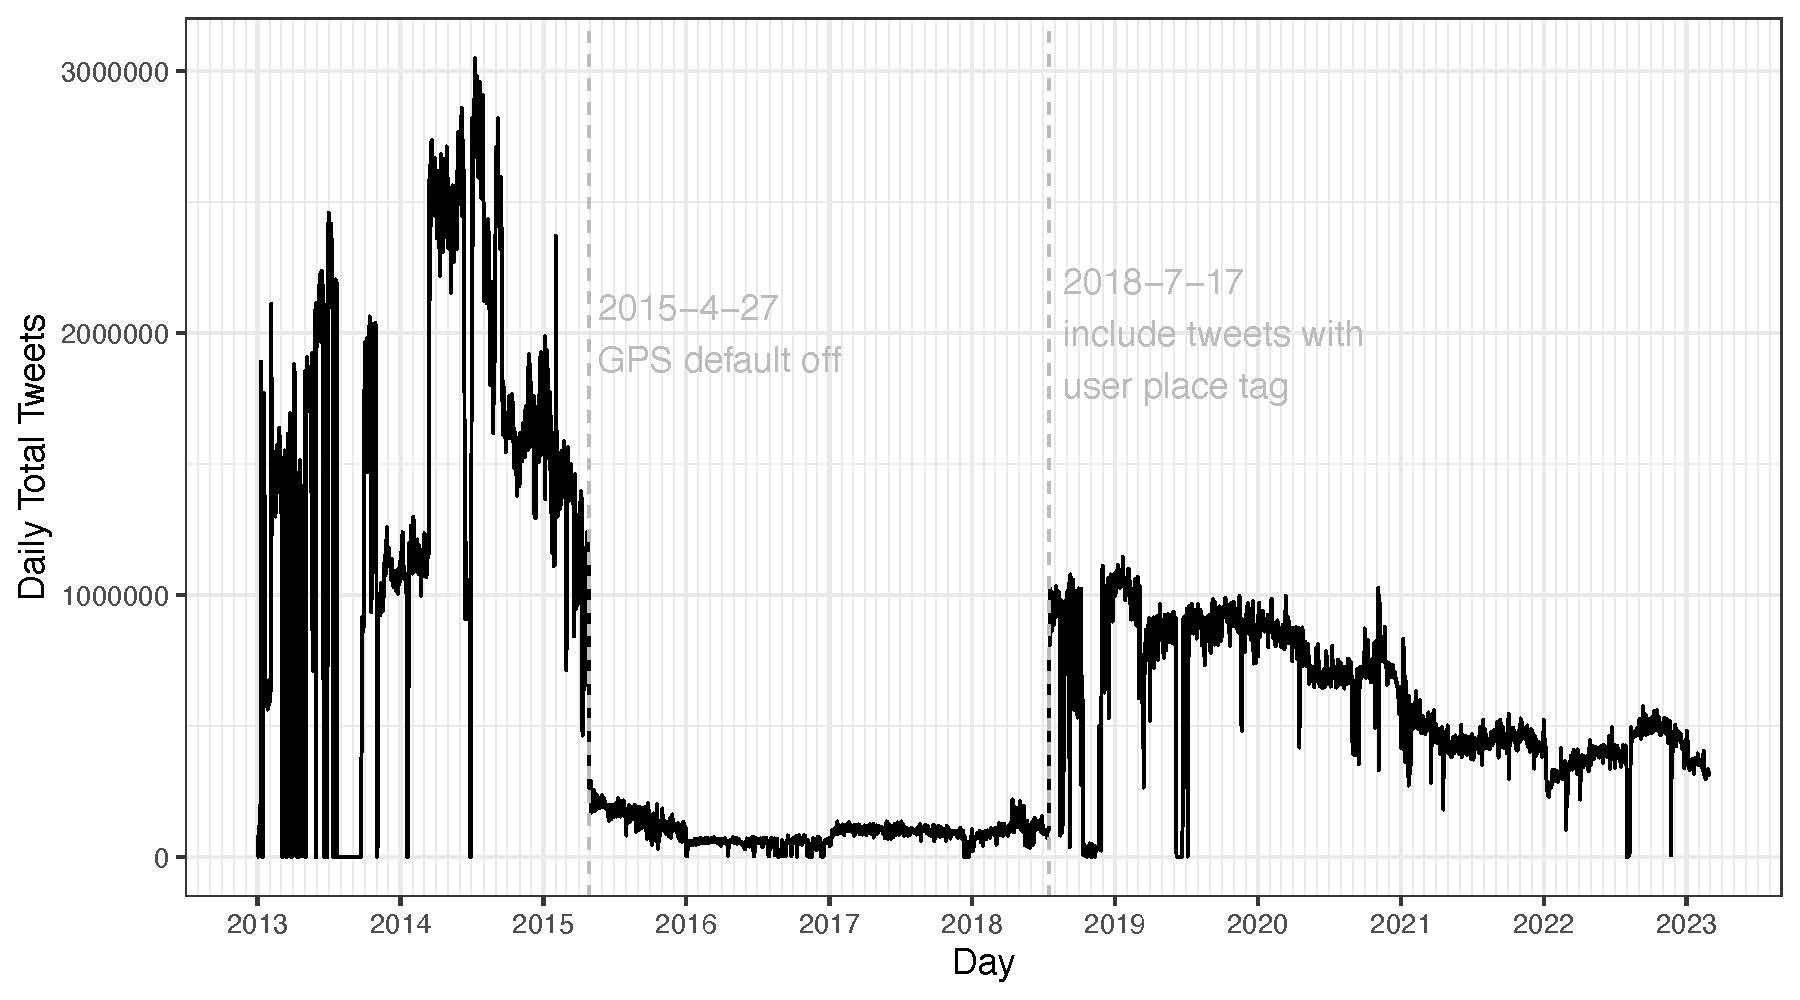 3000000
2000000
1000000
0
Daily Total Tweets
2015−4−27
GPS default off
2018−7−17
include tweets with
user place tag
2013 2014 2015 2016 2017 2018 2019 2020 2021 2022 2023
Day